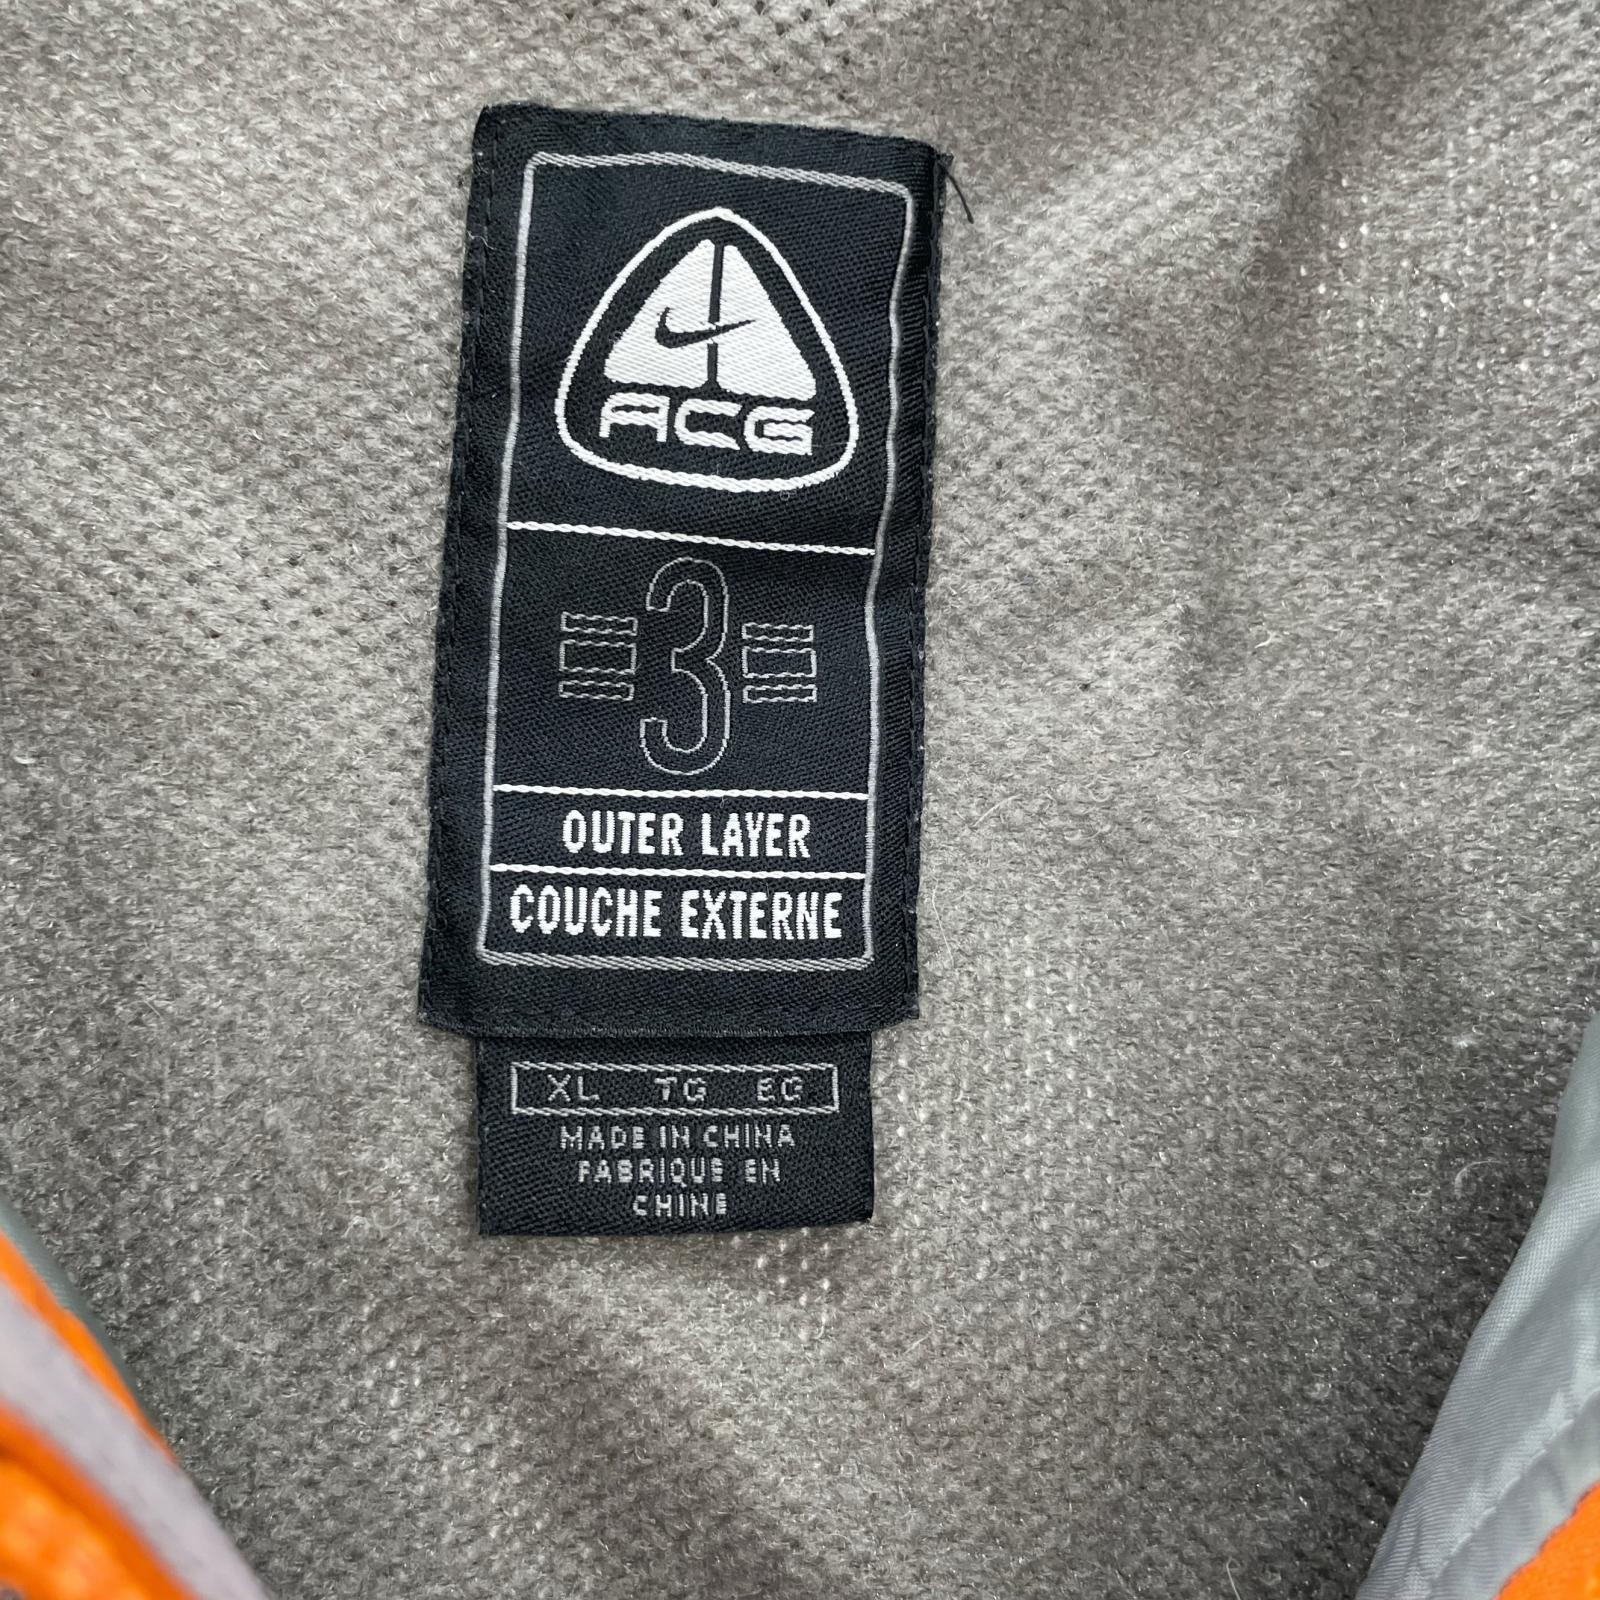 ACG
3
OUTER LAYER
COUCHE EXTERNE
XL TG EG
MADE IN CHINA
FABRIQUE EN
CHINE